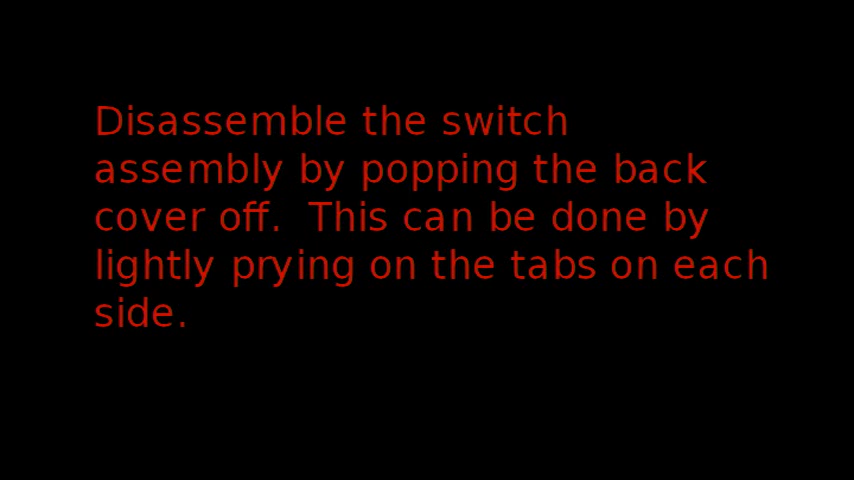 Disassemble the switch
assembly by popping the back
cover off.  This can be done by
lightly prying on the tabs on each
side.